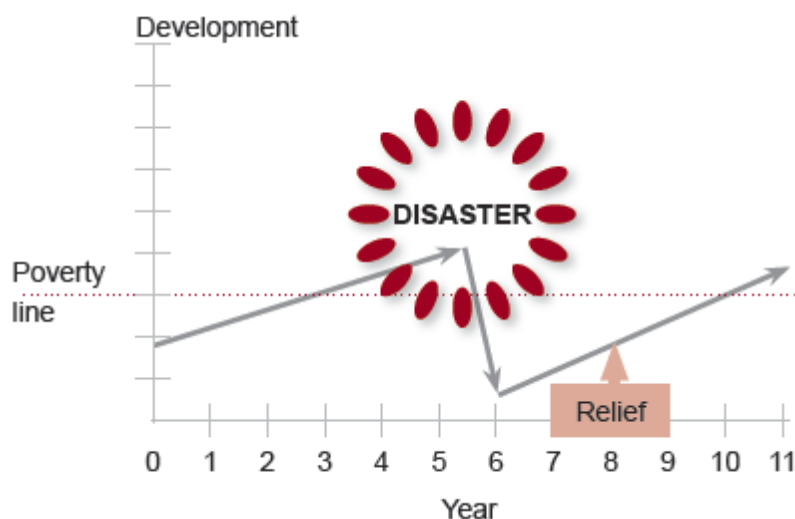 Development
DISASTER
Poverty
line
Relief
0 1 2 3 4 5 6 7 8 9 10 11
Year